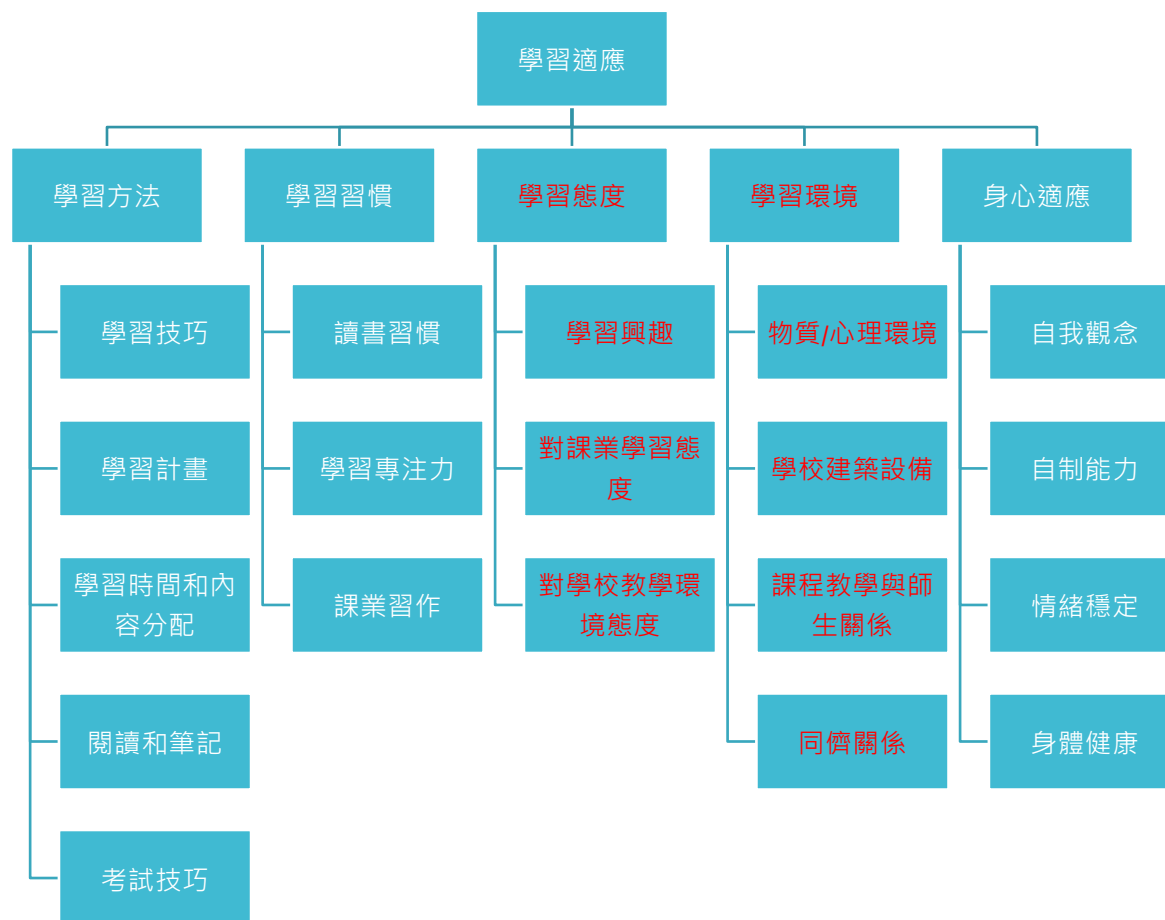 學習適應
學習方法
學習技巧
學習計畫
學習時間和內
容分配
閱讀和筆記
考試技巧
學習習慣
讀書習慣
學習專注力
課業習作
學習態度
學習興趣
對課業學習態
度
對學校教學環
境態度
學習環境
物質/心理環境
學校建築設備
課程教學與師
生關係
同儕關係
身心適應
自我觀念
自制能力
情緒穩定
身體健康